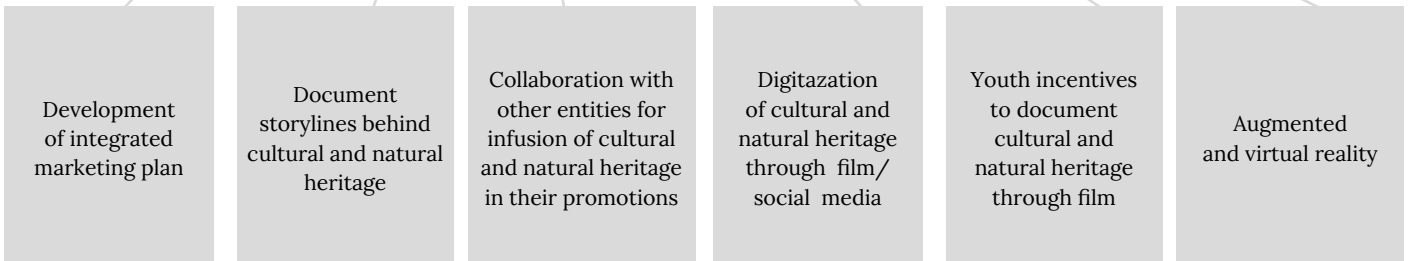 Development
of integrated
marketing plan
Document
storylines behind
cultural and natural
heritage
Collaboration with
other entities for
infusion of cultural
and natural heritage
in their promotions
Digitazation
of cultural and
natural heritage
through film/
social media
Youth incentives
to document
cultural and
natural heritage
through film
Augmented
and virtual reality